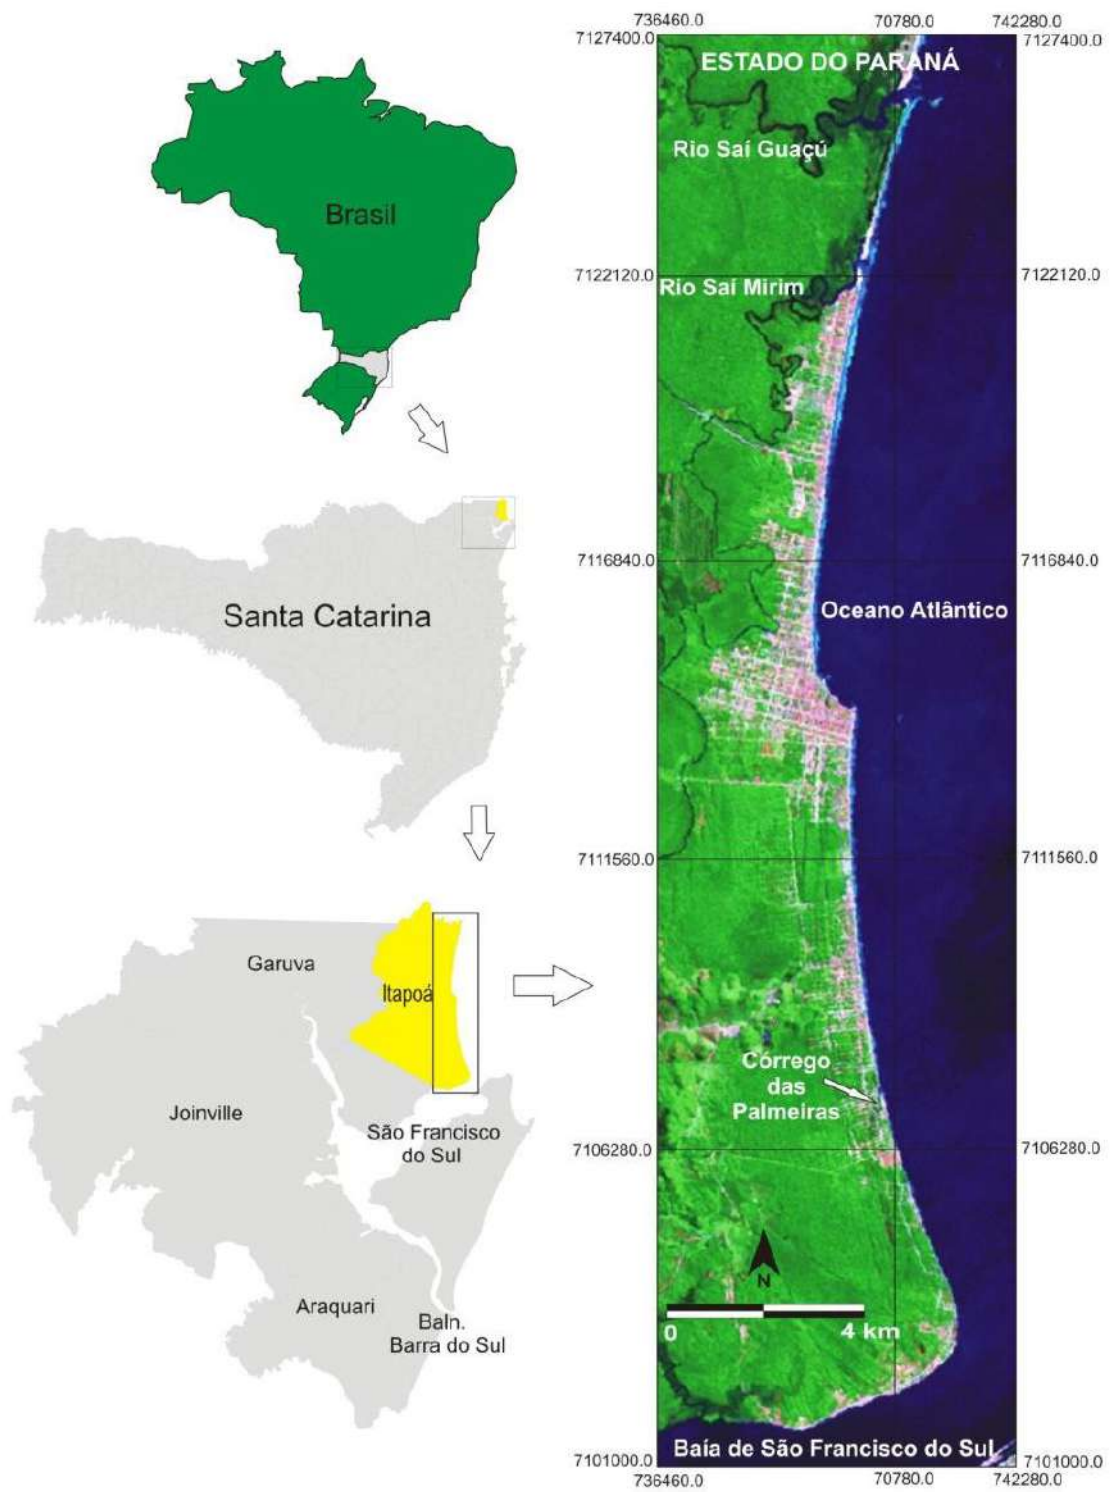 Brasil
Santa Catarina
Garuva
Itapoá
Joinville
São Francisco
do Sul
Araquari
Baln.
Barra do Sul
736460.0
70780.0
742280.0
7127400.0
7127400.0
ESTADO DO PARANÁ
Rio Saí Guaçú
7122120.0
Rio Saí Mirim
7122120.0
7116840.0
7116840.0
Oceano Atlântico
7111560.0
7111560.0
Córrego
das
Palmeiras
7106280.0
7106280.0
N
0
4 km
Baía de São Francisco do Sul
7101000.0
7101000.0
736460.0
70780.0
742280.0